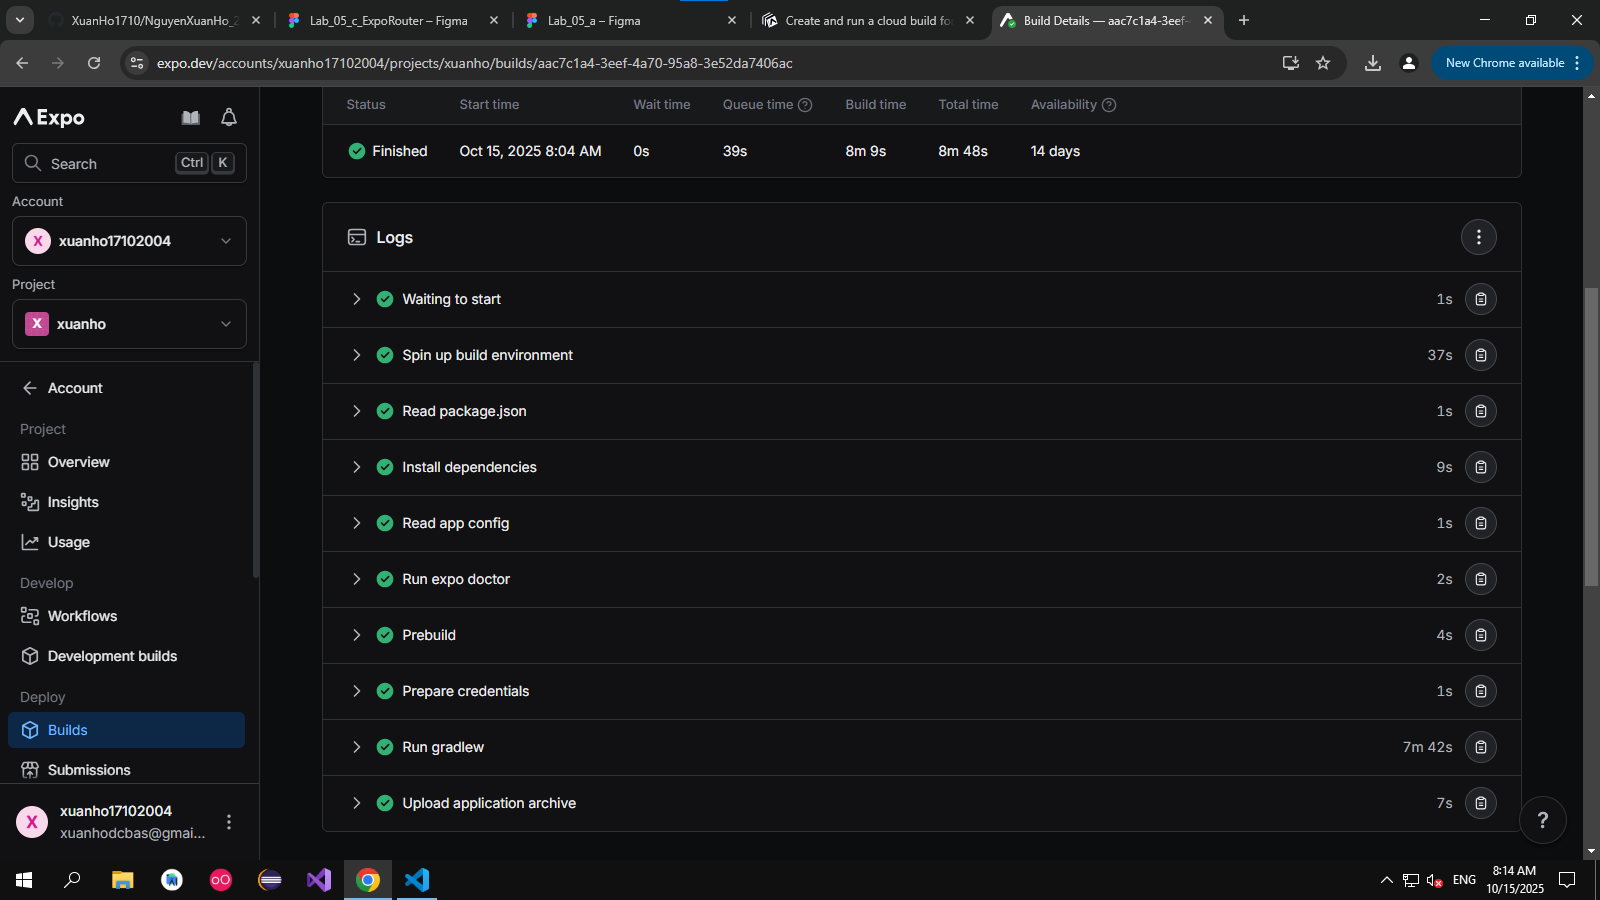 XuanHo1710/NguyenXuanHo_2
Lab_05_c_ExpoRouter – Figma
Lab_05_a – Figma
Create and run a cloud build fo
Build Details — aac7c1a4-3eef-
expo.dev/accounts/xuanho17102004/projects/xuanho/builds/aac7c1a4-3eef-4a70-95a8-3e52da7406ac
New Chrome available
Expo
Search Ctrl K
Account
X xuanho17102004
Project
X xuanho
Account
Project
Overview
Insights
Usage
Develop
Workflows
Development builds
Deploy
Builds
Submissions
X xuanho17102004
xuanhodcbas@gmai...
Status Start time Wait time Queue time ? Build time Total time Availability ?
Finished Oct 15, 2025 8:04 AM 0s 39s 8m 9s 8m 48s 14 days
Logs
Waiting to start 1s
Spin up build environment 37s
Read package.json 1s
Install dependencies 9s
Read app config 1s
Run expo doctor 2s
Prebuild 4s
Prepare credentials 1s
Run gradlew 7m 42s
Upload application archive 7s
?
ENG
8:14 AM
10/15/2025